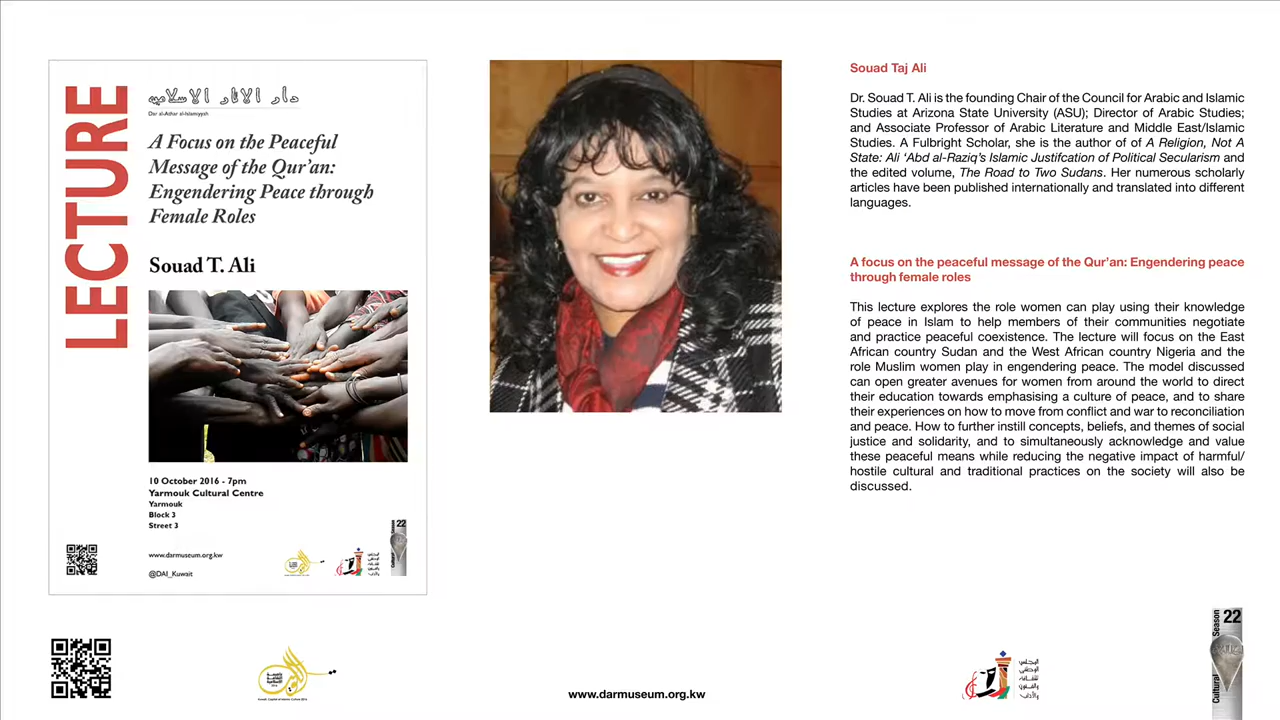 LECTURE
دار الآثار الإسلامية
Dar al-Athar al-Islamiyyah
A Focus on the Peaceful
Message of the Qur’an:
Engendering Peace through
Female Roles
Souad T. Ali
10 October 2016 - 7pm
Yarmouk Cultural Centre
Yarmouk
Block 3
Street 3
www.darmuseum.org.kw
@DAI_Kuwait
Cultural Season 22
المجلس
الوطني
للثقافة
والفنون
والآداب
Souad Taj Ali
Dr. Souad T. Ali is the founding Chair of the Council for Arabic and Islamic
Studies at Arizona State University (ASU); Director of Arabic Studies;
and Associate Professor of Arabic Literature and Middle East/Islamic
Studies. A Fulbright Scholar, she is the author of of A Religion, Not A
State: Ali ‘Abd al-Raziq’s Islamic Justifcation of Political Secularism and
the edited volume, The Road to Two Sudans. Her numerous scholarly
articles have been published internationally and translated into different
languages.
A focus on the peaceful message of the Qur’an: Engendering peace
through female roles
This lecture explores the role women can play using their knowledge
of peace in Islam to help members of their communities negotiate
and practice peaceful coexistence. The lecture will focus on the East
African country Sudan and the West African country Nigeria and the
role Muslim women play in engendering peace. The model discussed
can open greater avenues for women from around the world to direct
their education towards emphasising a culture of peace, and to share
their experiences on how to move from conflict and war to reconciliation
and peace. How to further instill concepts, beliefs, and themes of social
justice and solidarity, and to simultaneously acknowledge and value
these peaceful means while reducing the negative impact of harmful/
hostile cultural and traditional practices on the society will also be
discussed.
www.darmuseum.org.kw
المجلس
الوطني
للثقافة
والفنون
والآداب
Cultural Season 22